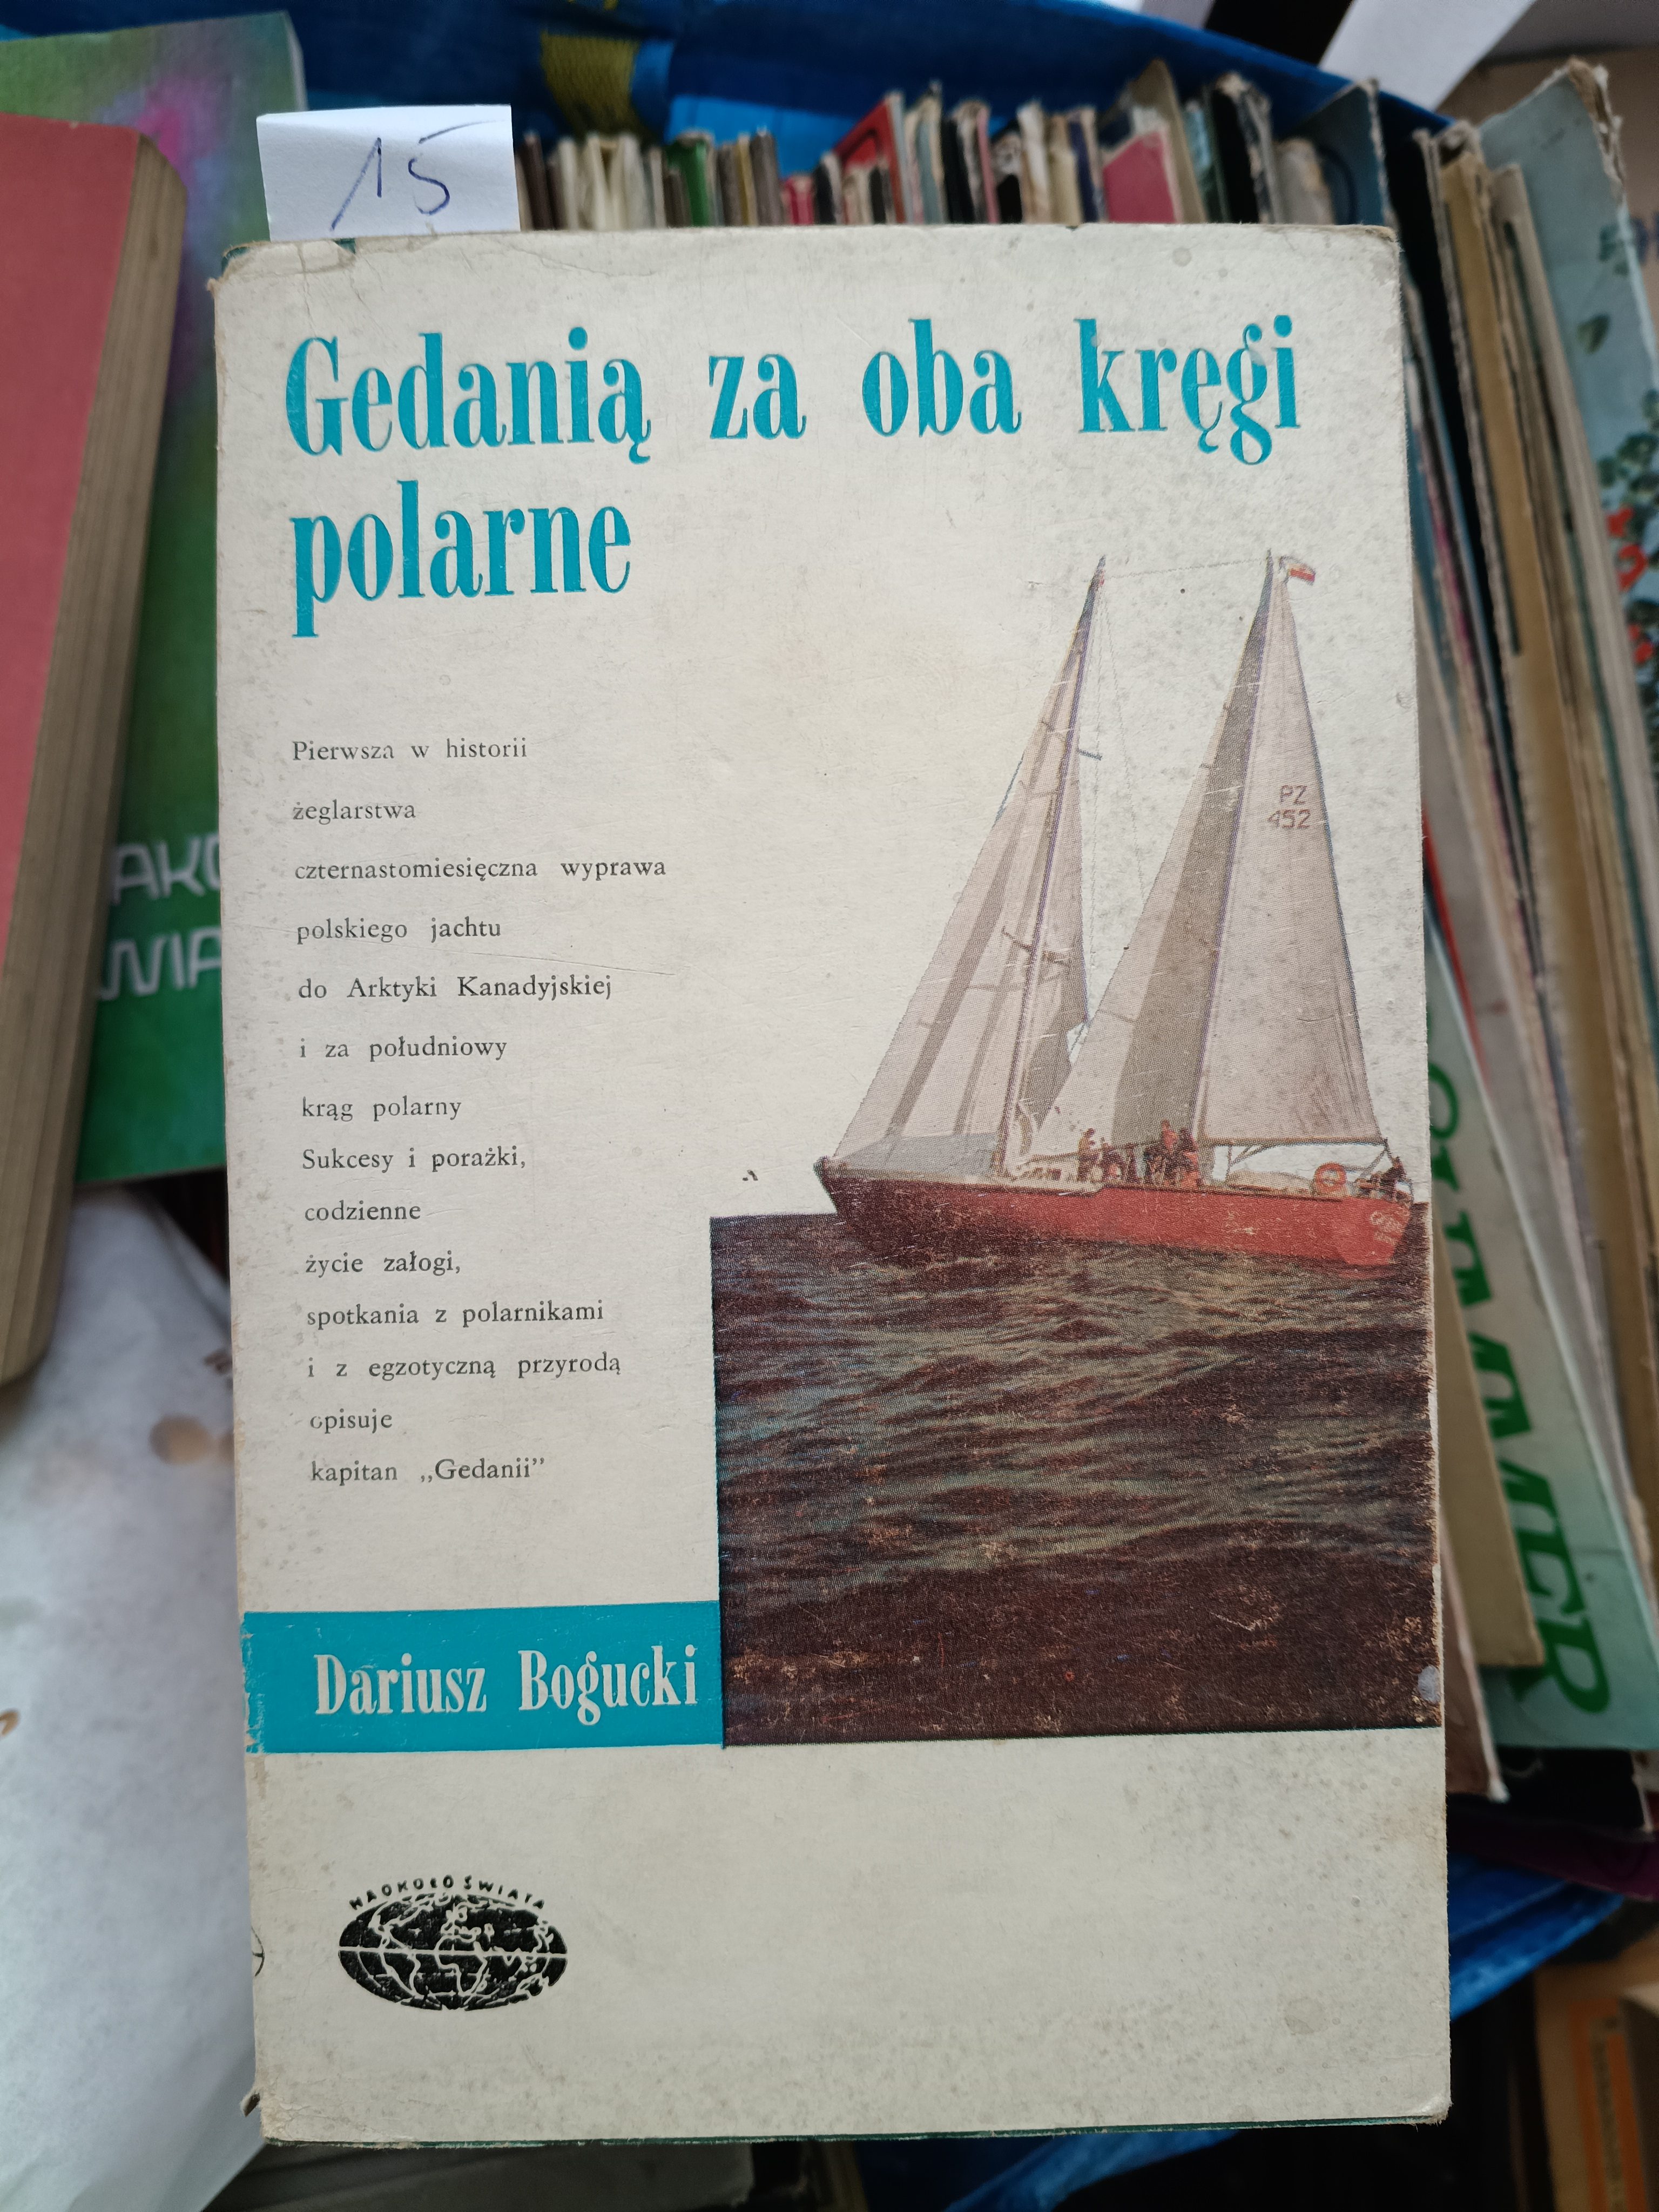 15
Gedanią za oba kręgi
polarne
PZ
452
Pierwsza w historii
żeglarstwa
czternastomiesięczna wyprawa
polskiego jachtu
do Arktyki Kanadyjskiej
i za południowy
krąg polarny
Sukcesy i porażki,
codzienne
życie załogi,
spotkania z polarnikami
i z egzotyczną przyrodą
opisuje
kapitan „Gedanii”
Dariusz Bogucki
NAOKOŁO ŚWIATA